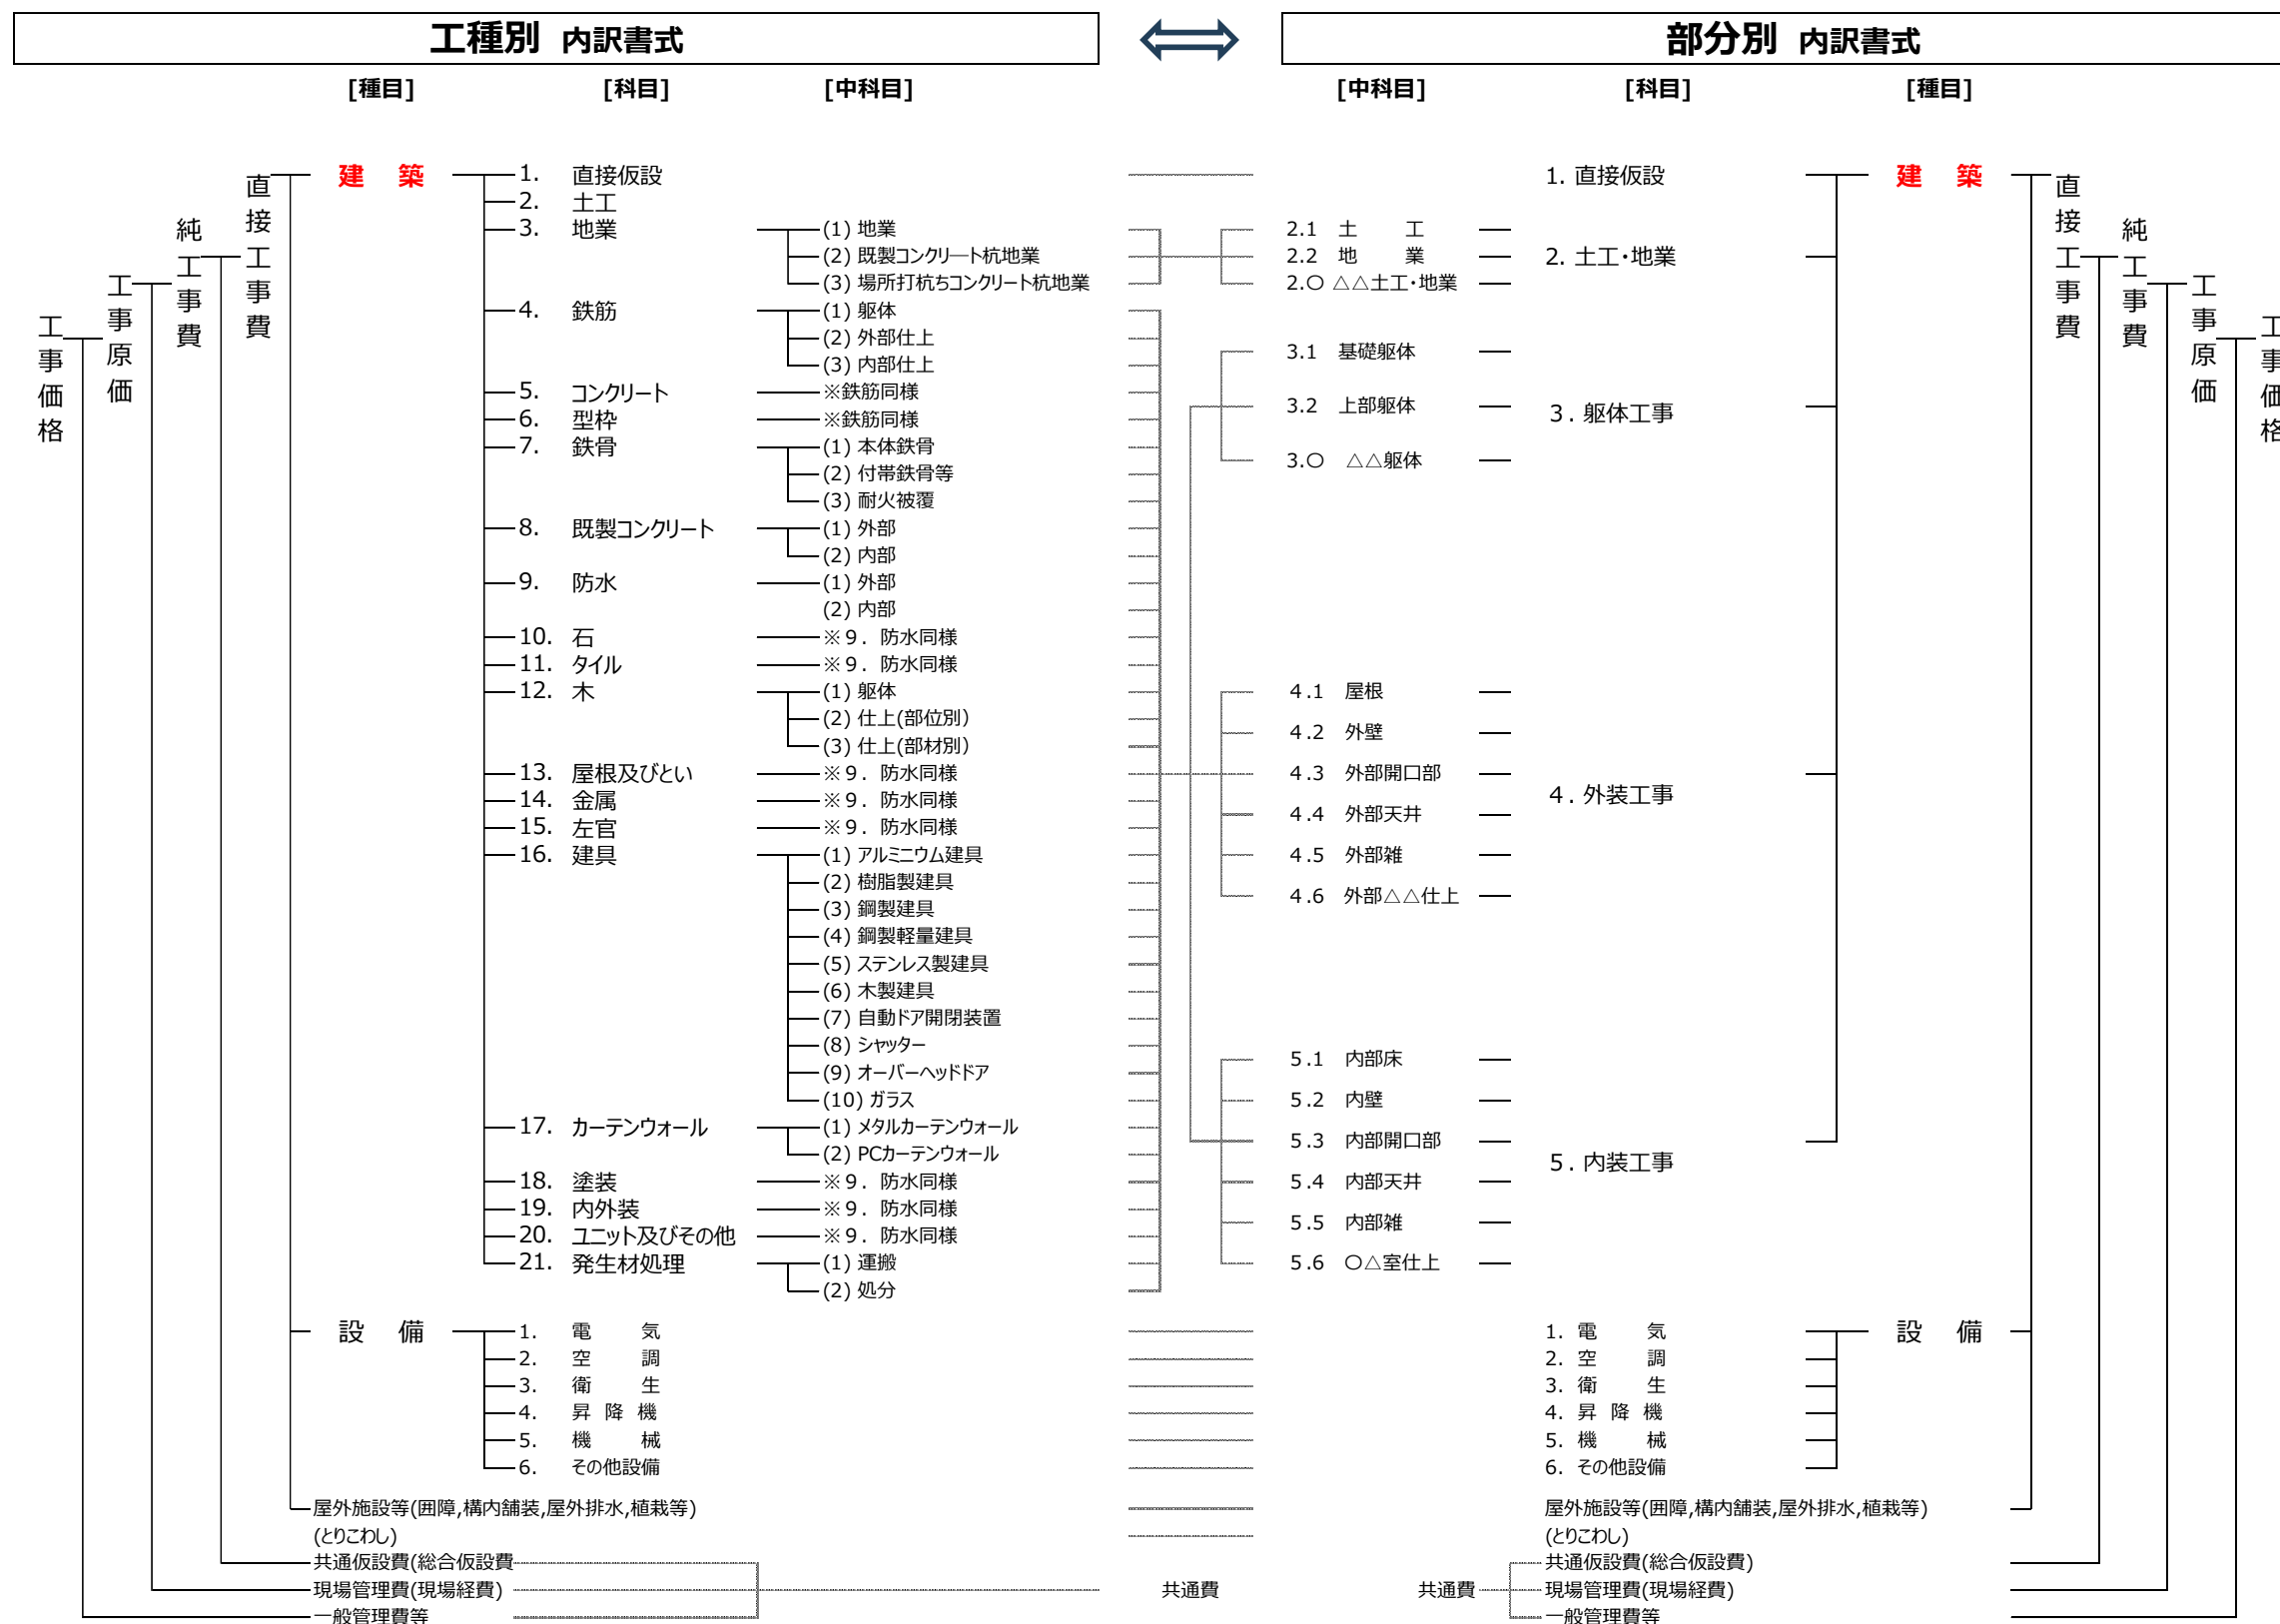 工種別 内訳書式
部分別 内訳書式
[種目] [科目] [中科目]
[中科目] [科目] [種目]
工事価格
工事原価
純工事費
直接工事費
建 築
1. 直接仮設
2. 土工
3. 地業
(1) 地業
(2) 既製コンクリート杭地業
(3) 場所打杭ちコンクリート杭地業
4. 鉄筋
(1) 躯体
(2) 外部仕上
(3) 内部仕上
5. コンクリート ※鉄筋同様
6. 型枠 ※鉄筋同様
7. 鉄骨
(1) 本体鉄骨
(2) 付帯鉄骨等
(3) 耐火被覆
8. 既製コンクリート
(1) 外部
(2) 内部
9. 防水
(1) 外部
(2) 内部
10. 石 ※９．防水同様
11. タイル ※９．防水同様
12. 木
(1) 躯体
(2) 仕上(部位別）
(3) 仕上(部材別）
13. 屋根及びとい ※９．防水同様
14. 金属 ※９．防水同様
15. 左官 ※９．防水同様
16. 建具
(1) アルミニウム建具
(2) 樹脂製建具
(3) 鋼製建具
(4) 鋼製軽量建具
(5) ステンレス製建具
(6) 木製建具
(7) 自動ドア開閉装置
(8) シャッター
(9) オーバーヘッドドア
(10) ガラス
17. カーテンウォール
(1) メタルカーテンウォール
(2) PCカーテンウォール
18. 塗装 ※９．防水同様
19. 内外装 ※９．防水同様
20. ユニット及びその他 ※９．防水同様
21. 発生材処理
(1) 運搬
(2) 処分
設 備
1. 電 気
2. 空 調
3. 衛 生
4. 昇 降 機
5. 機 械
6. その他設備
屋外施設等(囲障,構内舗装,屋外排水,植栽等)
(とりこわし)
共通仮設費(総合仮設費
現場管理費(現場経費)
一般管理費等
共通費
1. 直接仮設
2.1 土 工
2.2 地 業
2.〇 △△土工・地業
2. 土工・地業
3.1 基礎躯体
3.2 上部躯体
3.〇 △△躯体
３. 躯体工事
４.1 屋根
４.2 外壁
４.3 外部開口部
４.4 外部天井
４.5 外部雑
４.6 外部△△仕上
４. 外装工事
５.1 内部床
５.2 内壁
５.3 内部開口部
５.4 内部天井
５.5 内部雑
５.6 〇△室仕上
５. 内装工事
建 築
1. 電 気
2. 空 調
3. 衛 生
4. 昇 降 機
5. 機 械
6. その他設備
設 備
屋外施設等(囲障,構内舗装,屋外排水,植栽等)
(とりこわし)
共通費
共通仮設費(総合仮設費)
現場管理費(現場経費)
一般管理費等
直接工事費
純工事費
工事原価
工事価格